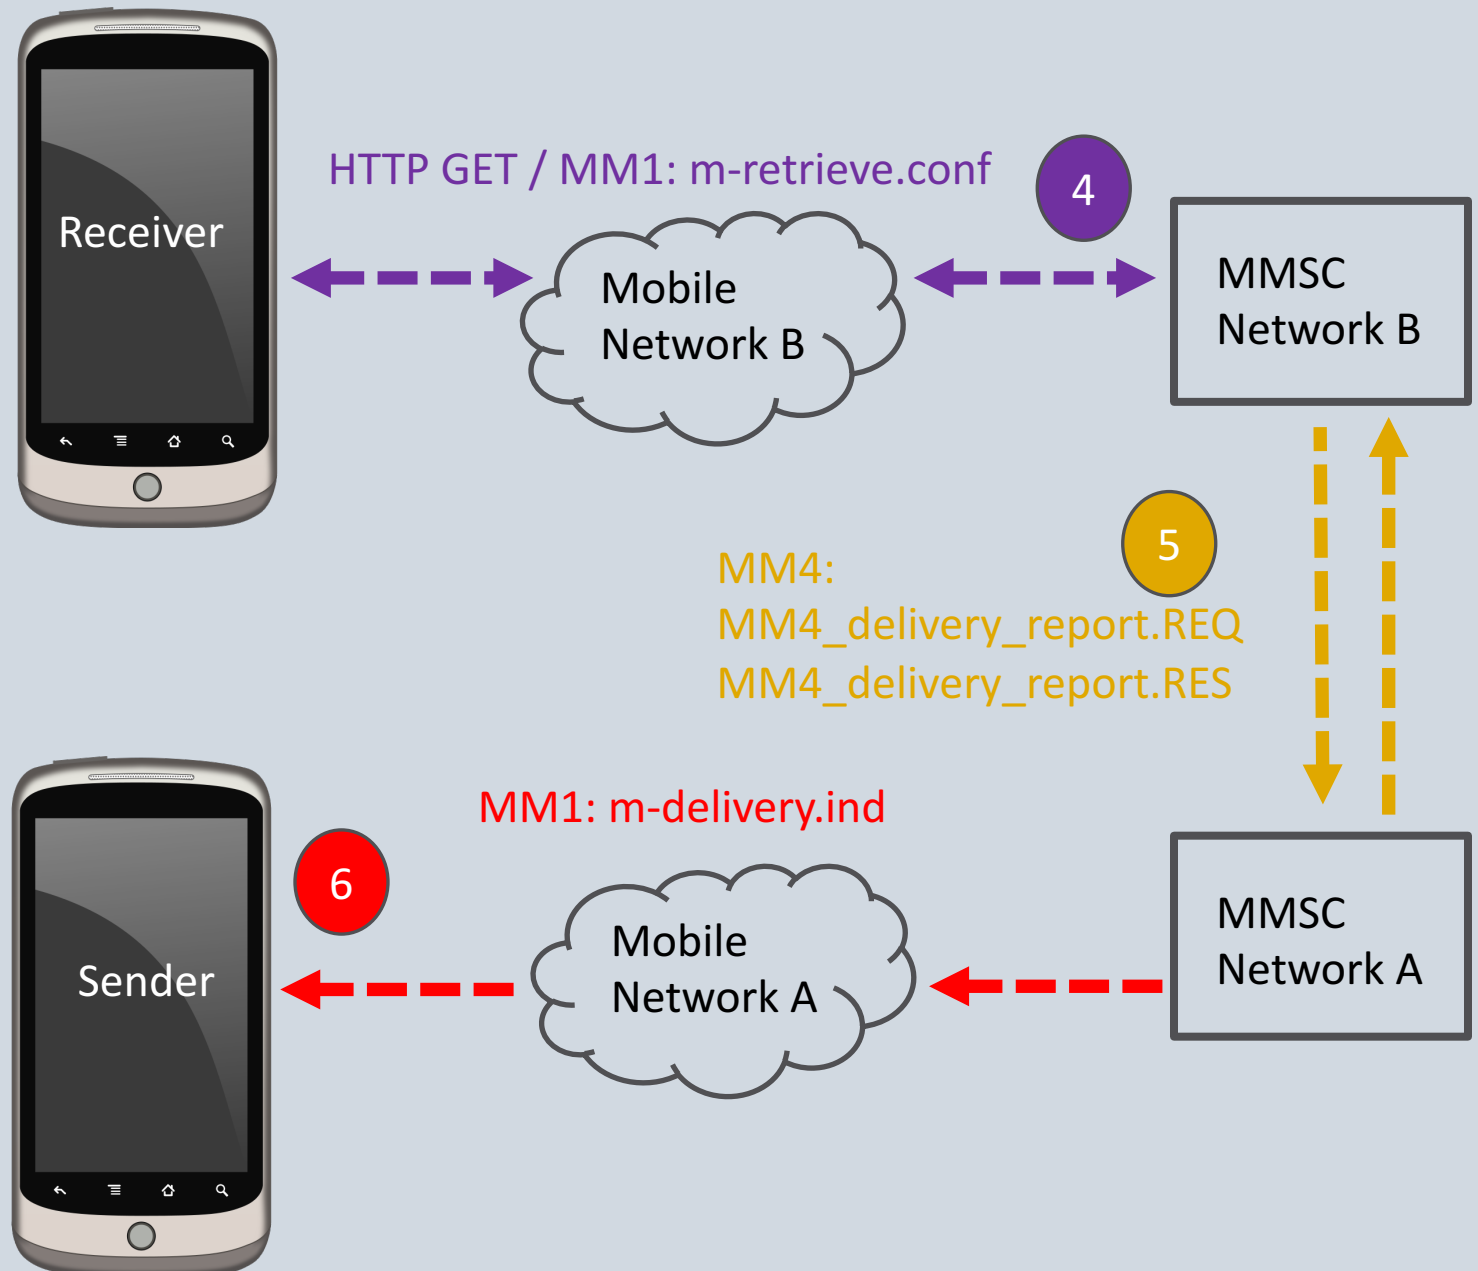 HTTP GET / MM1: m-retrieve.conf
4
Receiver
Mobile
Network B
MMSC
Network B
5
MM4:
MM4_delivery_report.REQ
MM4_delivery_report.RES
MM1: m-delivery.ind
6
Sender
Mobile
Network A
MMSC
Network A